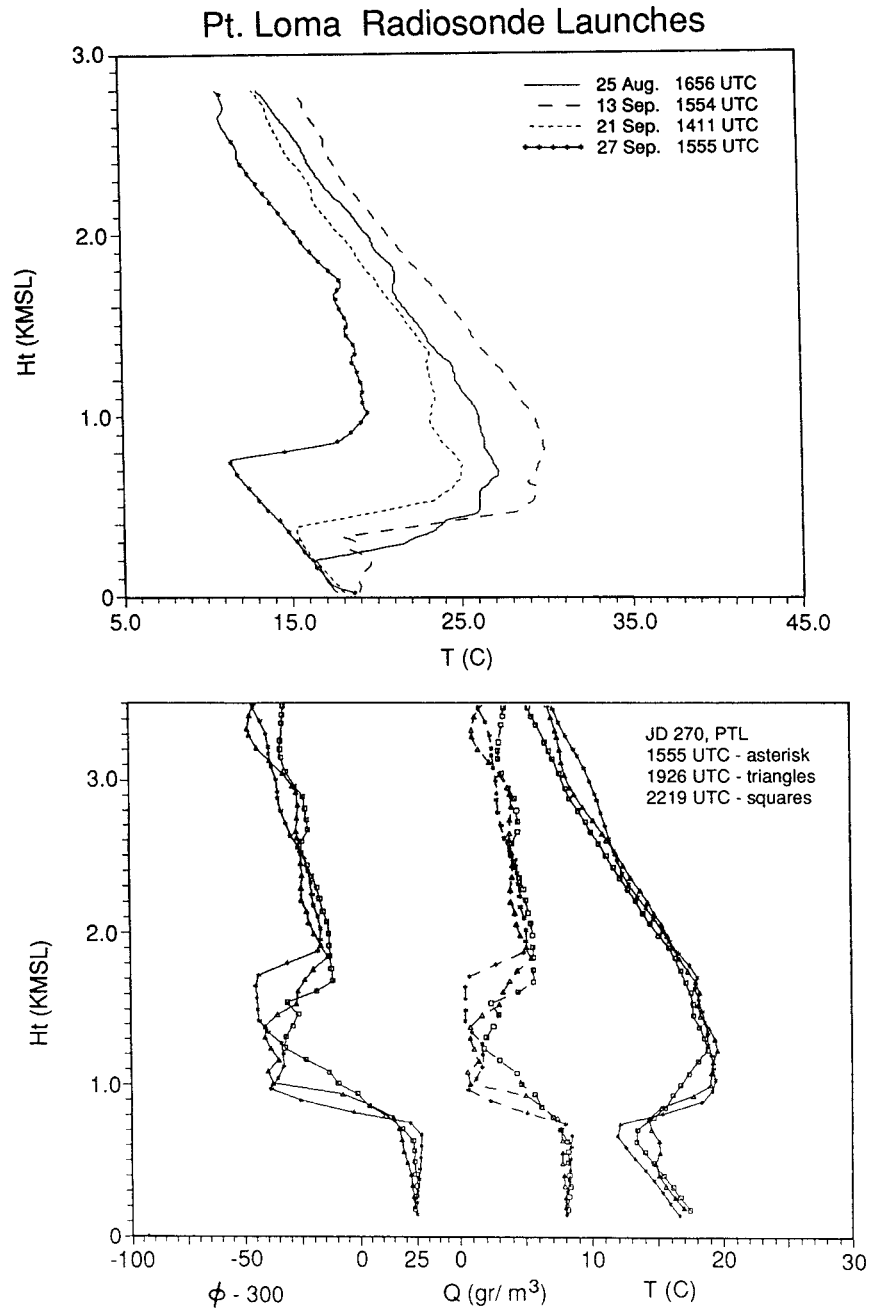 Pt. Loma Radiosonde Launches
3.0
25 Aug. 1656 UTC
13 Sep. 1554 UTC
21 Sep. 1411 UTC
27 Sep. 1555 UTC
2.0
Ht (KMSL)
1.0
0
5.0 15.0 25.0 35.0 45.0
T (C)
JD 270, PTL
1555 UTC - asterisk
1926 UTC - triangles
2219 UTC - squares
3.0
2.0
Ht (KMSL)
1.0
0
-100 -50 0 25 0 10 20 30
ϕ - 300 Q (gr/ m³) T (C)